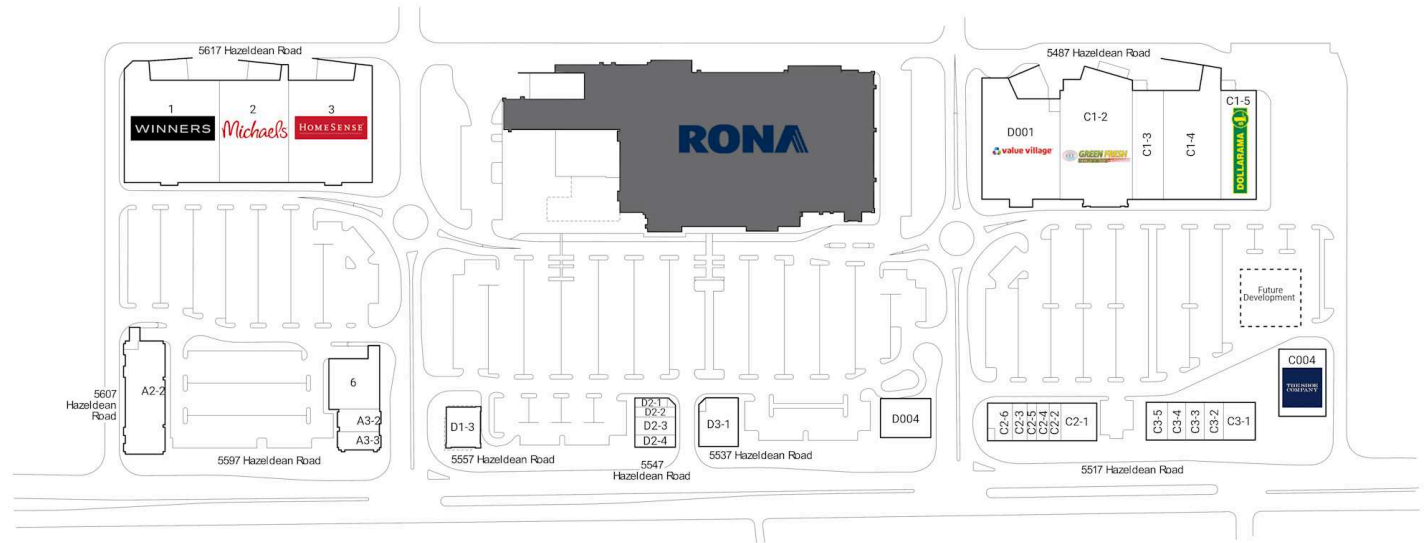 5617 Hazeldean Road
5487 Hazeldean Road
1
WINNERS
2
Michaels
3
HOMESENSE
RONA
D001
value village
C1-2
GREEN FRESH
C1-3
C1-4
C1-5
DOLLARAMA
Future
Development
5607
Hazeldean
Road
A2-2
6
A3-2
A3-3
5597 Hazeldean Road
D1-3
5557 Hazeldean Road
D2-1
D2-2
D2-3
D2-4
5547
Hazeldean Road
D3-1
5537 Hazeldean Road
D004
C2-6
C2-3
C2-5
C2-4
C2-2
C2-1
C3-5
C3-4
C3-3
C3-2
C3-1
5517 Hazeldean Road
C004
THE SHOE
COMPANY